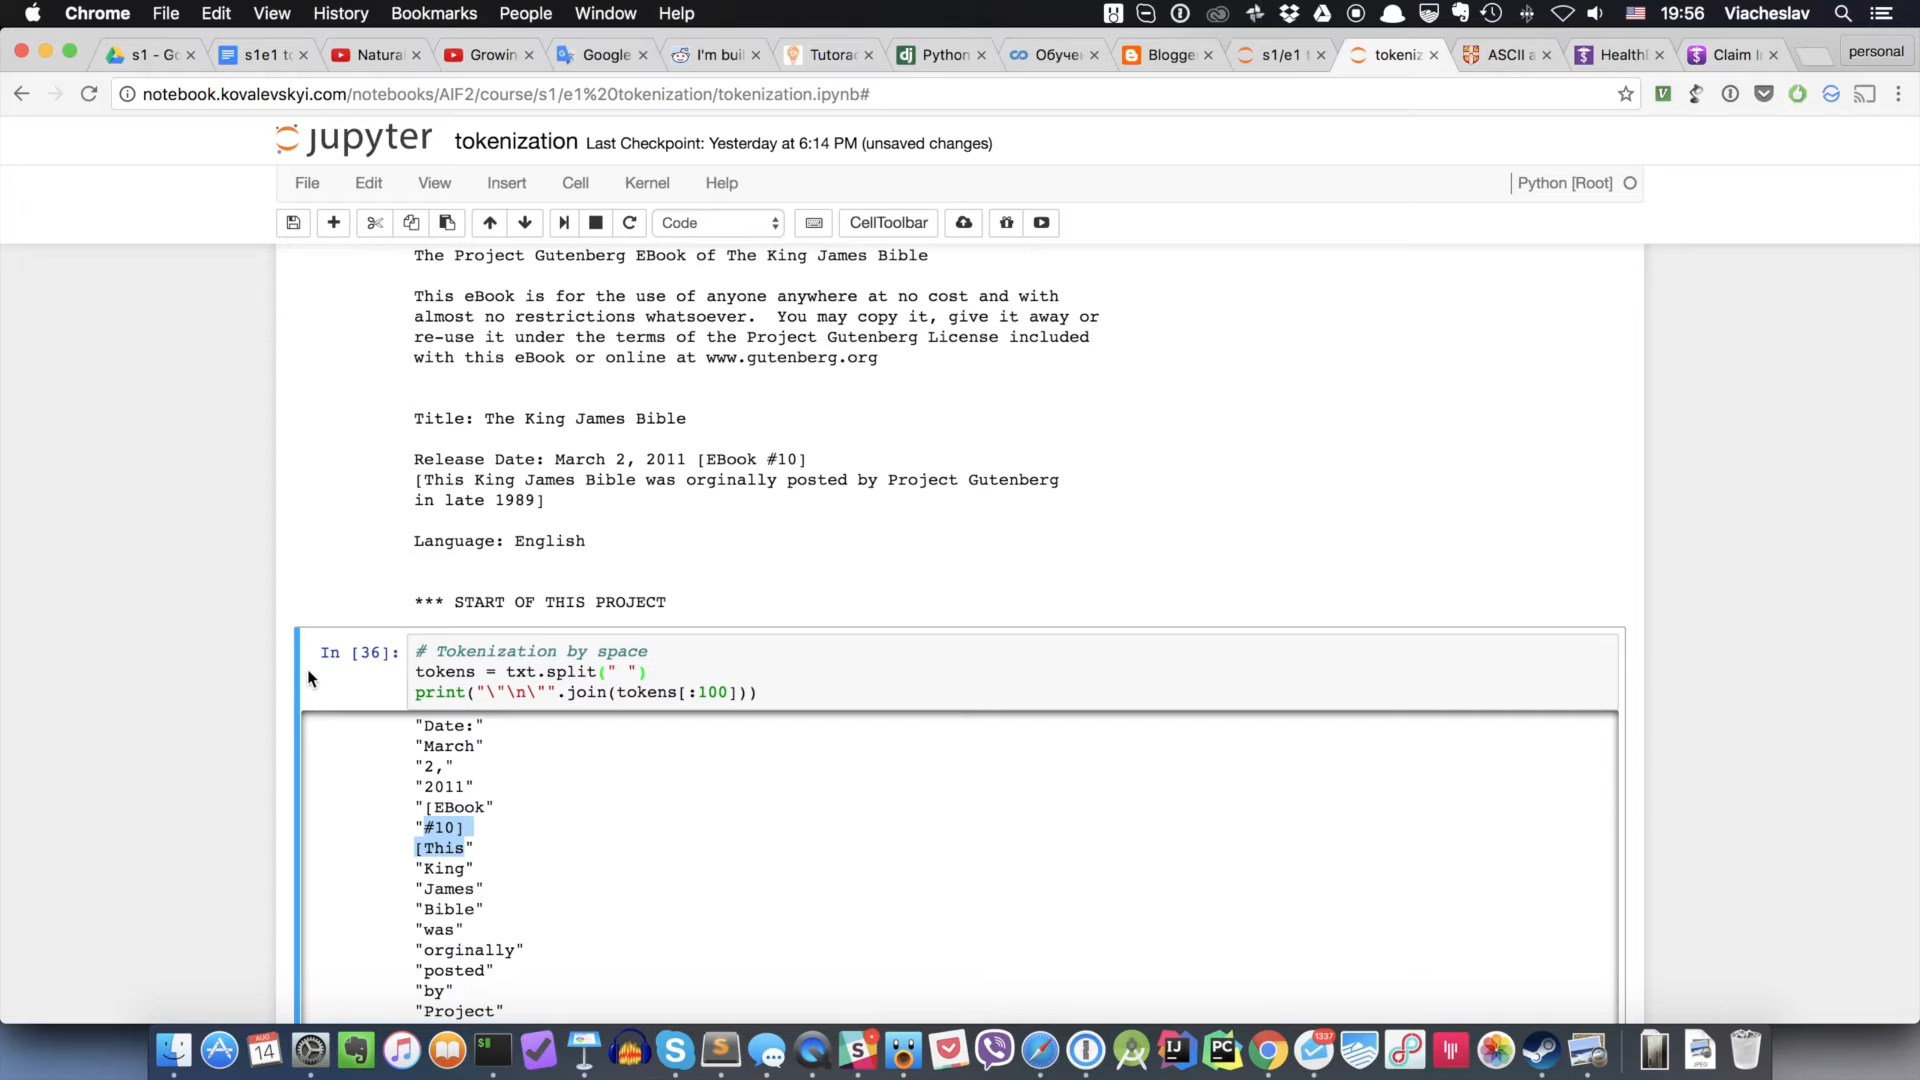 Chrome File Edit View History Bookmarks People Window Help 19:56 Viacheslav
s1 - Go s1e1 to Natural Growin Google I'm buil Tutorac Python Обучен Blogger s1/e1 t tokeniz ASCII a Health Claim I personal
notebook.kovalevskyi.com/notebooks/AIF2/course/s1/e1%20tokenization/tokenization.ipynb#
jupyter tokenization Last Checkpoint: Yesterday at 6:14 PM (unsaved changes)
File Edit View Insert Cell Kernel Help Python [Root]
Code CellToolbar
The Project Gutenberg EBook of The King James Bible
This eBook is for the use of anyone anywhere at no cost and with
almost no restrictions whatsoever.  You may copy it, give it away or
re-use it under the terms of the Project Gutenberg License included
with this eBook or online at www.gutenberg.org
Title: The King James Bible
Release Date: March 2, 2011 [EBook #10]
[This King James Bible was orginally posted by Project Gutenberg
in late 1989]
Language: English
*** START OF THIS PROJECT
In [36]: # Tokenization by space
tokens = txt.split(" ")
print("\"\n\"".join(tokens[:100]))
"Date:"
"March"
"2,"
"2011"
"[EBook"
"#10]
[This"
"King"
"James"
"Bible"
"was"
"orginally"
"posted"
"by"
"Project"
AUG
14
1337
JPEG